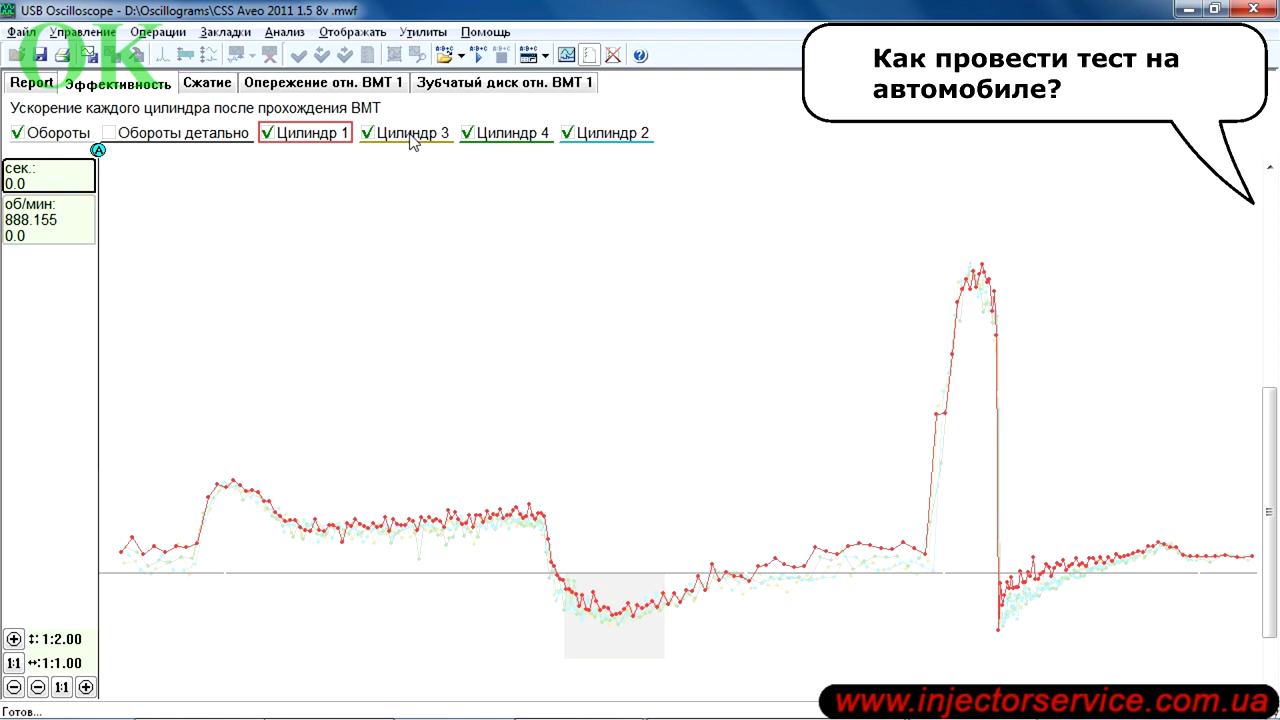 USB Oscilloscope - D:\Oscillograms\CSS Aveo 2011 1.5 8v .mwf
Файл Управление Операции Закладки Анализ Отображать Утилиты Помощь
OK
Report Эффективность Сжатие Опережение отн. ВМТ 1 Зубчатый диск отн. ВМТ 1
Как провести тест на
автомобиле?
Ускорение каждого цилиндра после прохождения ВМТ
Обороты Обороты детально Цилиндр 1 Цилиндр 3 Цилиндр 4 Цилиндр 2
A
сек.:
0.0
об/мин:
888.155
0.0
1:2.00
1:1 1:1.00
1:1
www.injectorservice.com.ua
Готов...